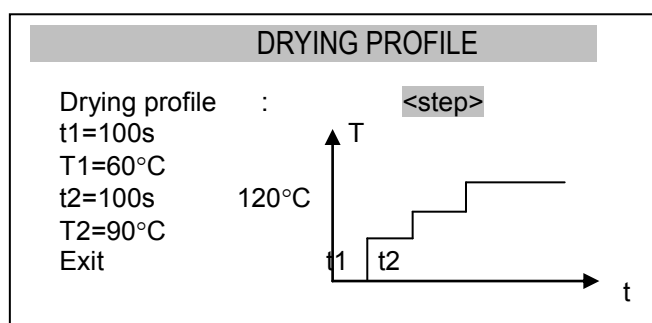 DRYING PROFILE
Drying profile : <step>
t1=100s
T
T1=60°C
t2=100s 120°C
T2=90°C
Exit t1 t2
t